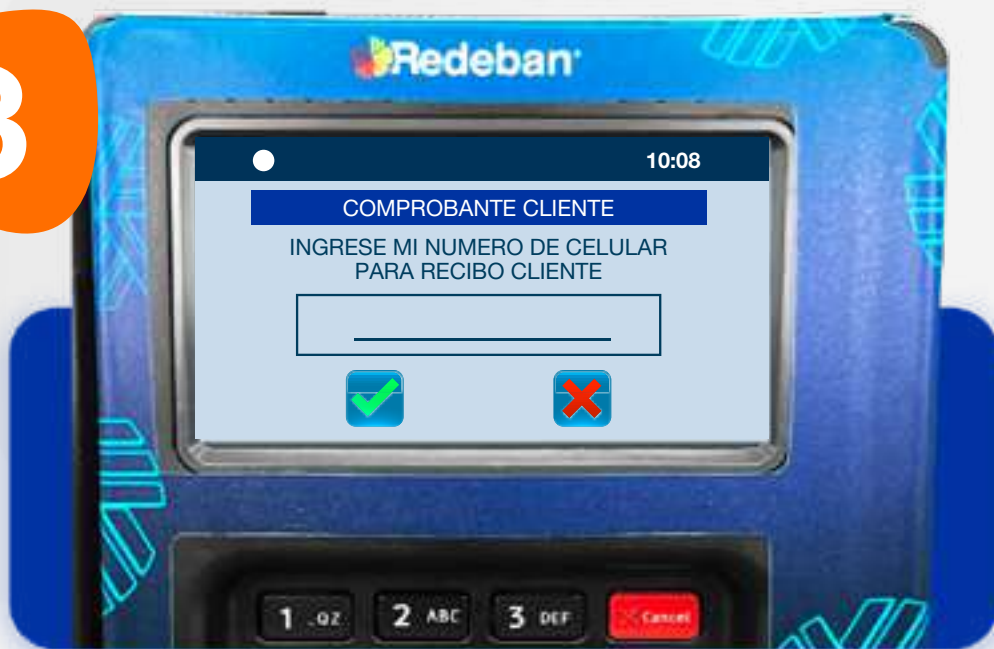 3
Redeban
10:08
COMPROBANTE CLIENTE
INGRESE MI NUMERO DE CELULAR
PARA RECIBO CLIENTE
1 .QZ 2 ABC 3 DEF Cancel